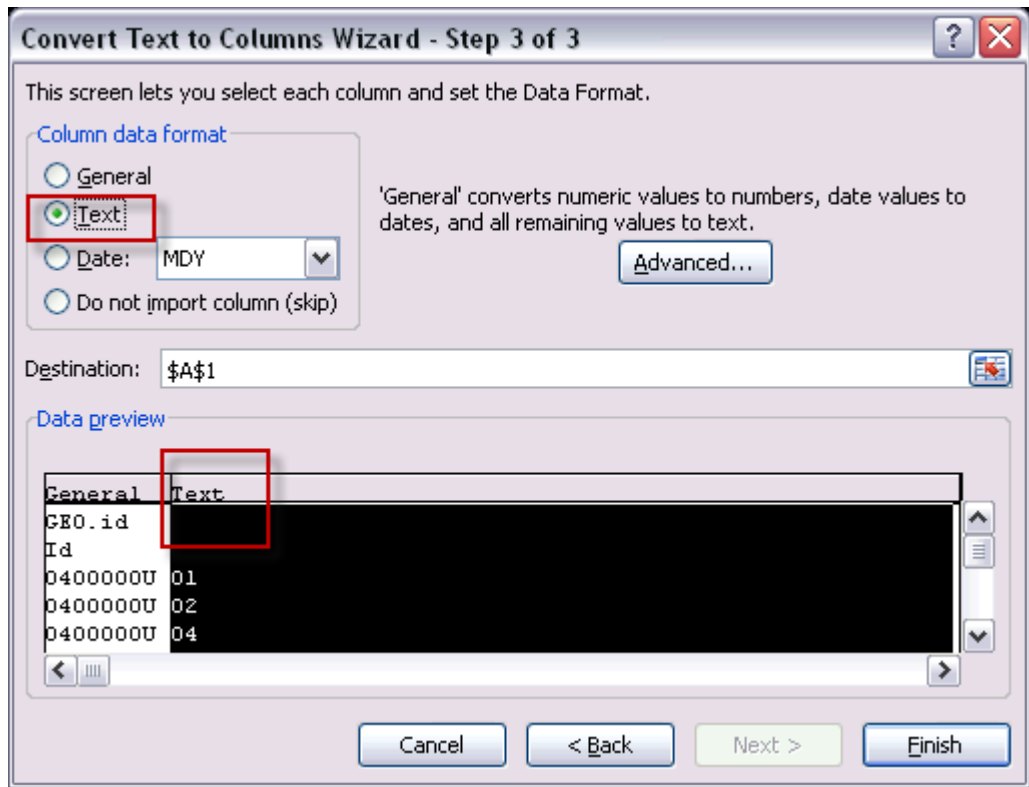 Convert Text to Columns Wizard - Step 3 of 3
This screen lets you select each column and set the Data Format.
Column data format
General
Text
Date: MDY
Do not import column (skip)
'General' converts numeric values to numbers, date values to
dates, and all remaining values to text.
Advanced...
Destination: $A$1
Data preview
General Text
GEO.id
Id
0400000U 01
0400000U 02
0400000U 04
Cancel < Back Next > Finish